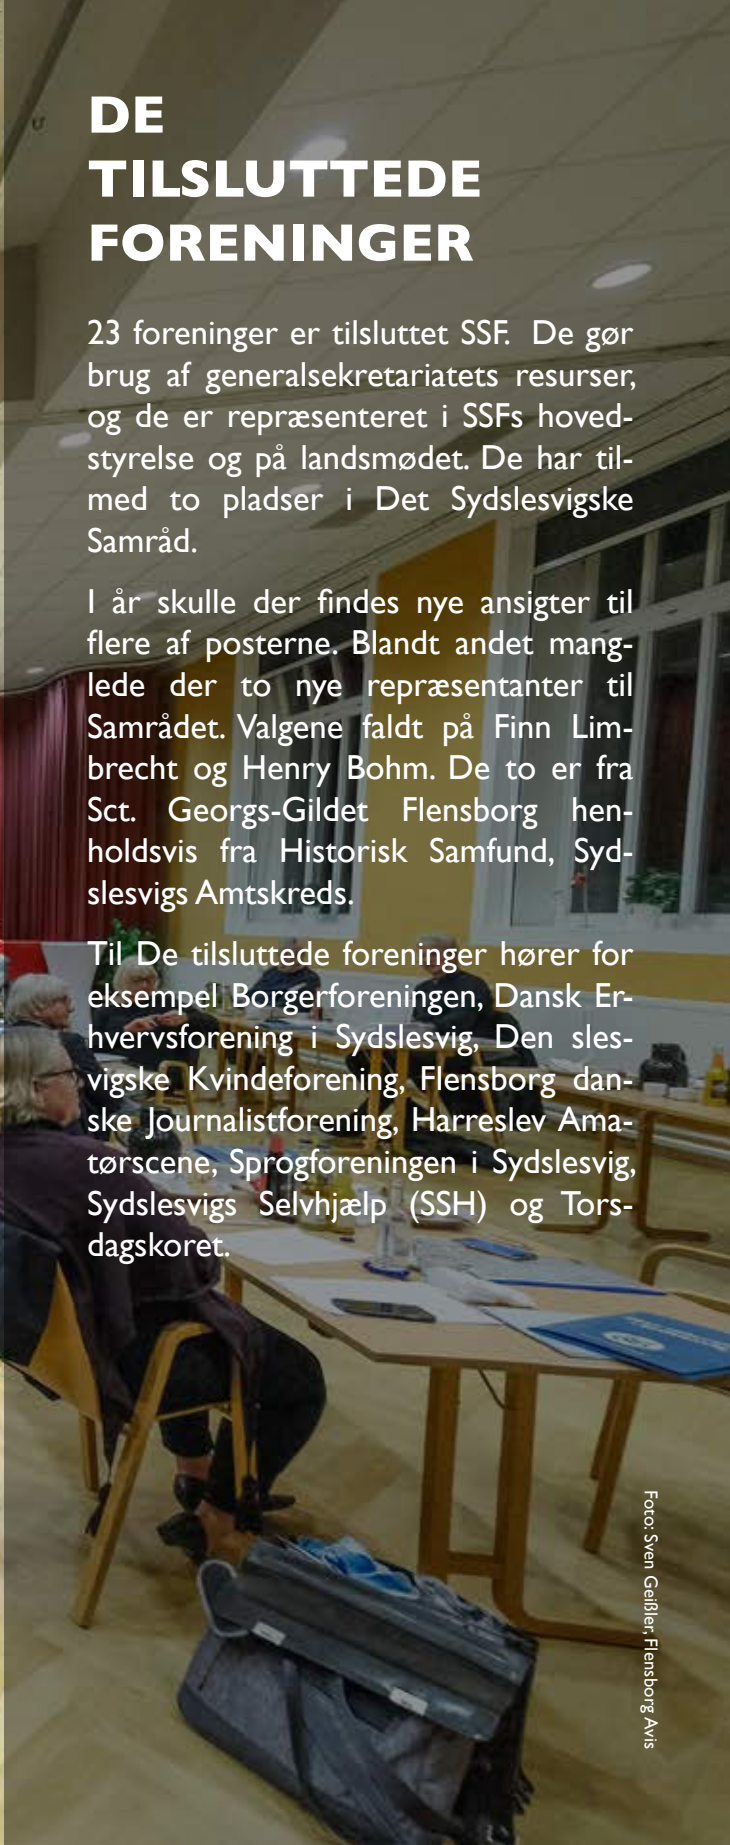 DE
TILSLUTTEDE
FORENINGER
23 foreninger er tilsluttet SSF. De gør
brug af generalsekretariatets resurser,
og de er repræsenteret i SSFs hoved-
styrelse og på landsmødet. De har til-
med to pladser i Det Sydslesvigske
Samråd.
I år skulle der findes nye ansigter til
flere af posterne. Blandt andet mang-
lede der to nye repræsentanter til
Samrådet. Valgene faldt på Finn Lim-
brecht og Henry Bohm. De to er fra
Sct. Georgs-Gildet Flensborg hen-
holdsvis fra Historisk Samfund, Syd-
slesvigs Amtskreds.
Til De tilsluttede foreninger hører for
eksempel Borgerforeningen, Dansk Er-
hvervsforening i Sydslesvig, Den sles-
vigske Kvindeforening, Flensborg dan-
ske Journalistforening, Harreslev Ama-
tørscene, Sprogforeningen i Sydslesvig,
Sydslesvigs Selvhjælp (SSH) og Tors-
dagskoret.
Foto: Sven Geißler, Flensborg Avis